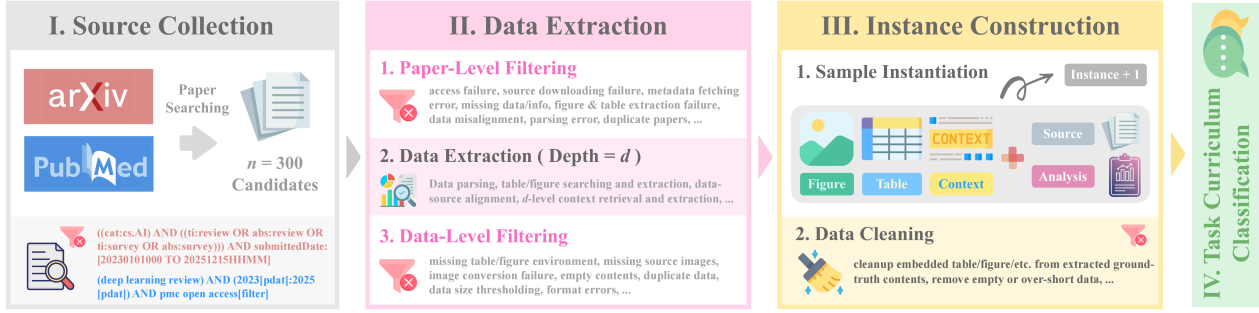 I. Source Collection
arXiv
PubMed
Paper
Searching
n = 300
Candidates
((cat:cs.AI) AND ((ti:review OR abs:review OR
ti:survey OR abs:survey))) AND submittedDate:
[20230101000 TO 20251215HHMM]
(deep learning review) AND (2023[pdat]:2025
[pdat]) AND pmc open access[filter]
II. Data Extraction
1. Paper-Level Filtering
access failure, source downloading failure, metadata fetching
error, missing data/info, figure & table extraction failure,
data misalignment, parsing error, duplicate papers, ...
2. Data Extraction ( Depth = d )
Data parsing, table/figure searching and extraction, data-
source alignment, d-level context retrieval and extraction, ...
3. Data-Level Filtering
missing table/figure environment, missing source images,
image conversion failure, empty contents, duplicate data,
data size thresholding, format errors, ...
III. Instance Construction
1. Sample Instantiation
Instance + 1
CONTEXT
Figure
Table
Context
Source
Analysis
2. Data Cleaning
cleanup embedded table/figure/etc. from extracted ground-
truth contents, remove empty or over-short data, ...
IV. Task Curriculum
Classification